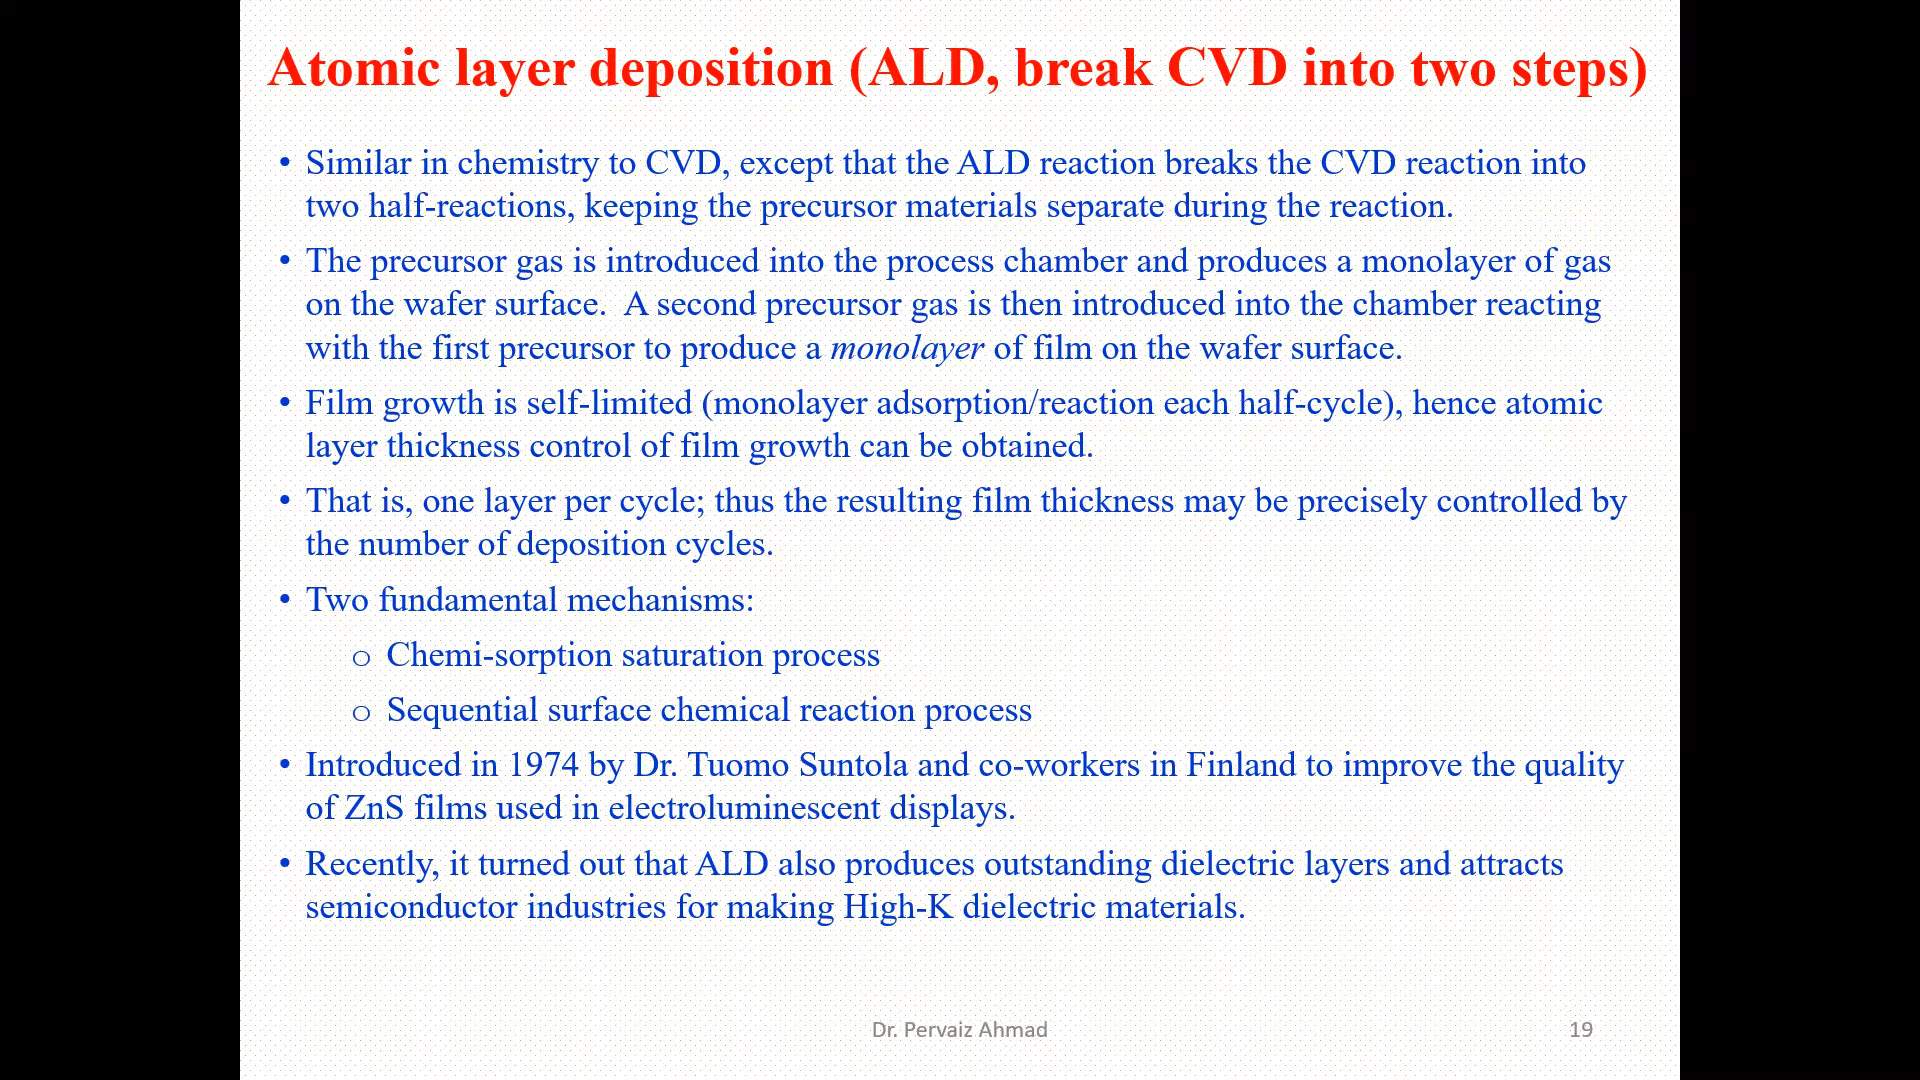 Atomic layer deposition (ALD, break CVD into two steps)
• Similar in chemistry to CVD, except that the ALD reaction breaks the CVD reaction into
two half-reactions, keeping the precursor materials separate during the reaction.
• The precursor gas is introduced into the process chamber and produces a monolayer of gas
on the wafer surface.  A second precursor gas is then introduced into the chamber reacting
with the first precursor to produce a monolayer of film on the wafer surface.
• Film growth is self-limited (monolayer adsorption/reaction each half-cycle), hence atomic
layer thickness control of film growth can be obtained.
• That is, one layer per cycle; thus the resulting film thickness may be precisely controlled by
the number of deposition cycles.
• Two fundamental mechanisms:
o Chemi-sorption saturation process
o Sequential surface chemical reaction process
• Introduced in 1974 by Dr. Tuomo Suntola and co-workers in Finland to improve the quality
of ZnS films used in electroluminescent displays.
• Recently, it turned out that ALD also produces outstanding dielectric layers and attracts
semiconductor industries for making High-K dielectric materials.
Dr. Pervaiz Ahmad
19